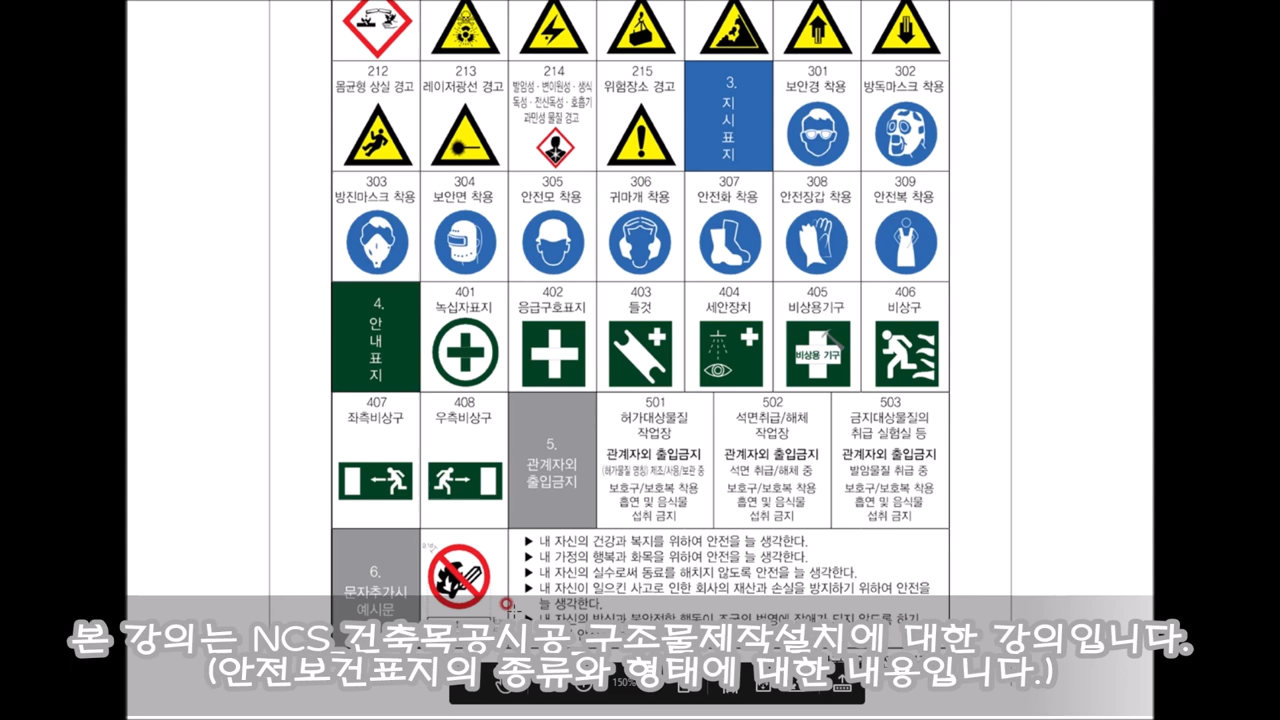 212
몸균형 상실 경고
213
레이저광선 경고
214
발암성·변이원성·생식
독성·전신독성·호흡기
과민성 물질 경고
215
위험장소 경고
3.
지
시
표
지
301
보안경 착용
302
방독마스크 착용
303
방진마스크 착용
304
보안면 착용
305
안전모 착용
306
귀마개 착용
307
안전화 착용
308
안전장갑 착용
309
안전복 착용
4.
안
내
표
지
401
녹십자표지
402
응급구호표지
403
들것
404
세안장치
405
비상용기구
비상용 기구
406
비상구
407
좌측비상구
408
우측비상구
5.
관계자외
출입금지
501
허가대상물질
작업장
관계자외 출입금지
(허가물질 명칭) 제조/사용/보관 중
보호구/보호복 착용
흡연 및 음식물
섭취 금지
502
석면취급/해체
작업장
관계자외 출입금지
석면 취급/해체 중
보호구/보호복 착용
흡연 및 음식물
섭취 금지
503
금지대상물질의
취급 실험실 등
관계자외 출입금지
발암물질 취급 중
보호구/보호복 착용
흡연 및 음식물
섭취 금지
6.
문자추가시
예시문
▶ 내 자신의 건강과 복지를 위하여 안전을 늘 생각한다.
▶ 내 가정의 행복과 화목을 위하여 안전을 늘 생각한다.
▶ 내 자신의 실수로써 동료를 해치지 않도록 안전을 늘 생각한다.
▶ 내 자신이 일으킨 사고로 인한 회사의 재산과 손실을 방지하기 위하여 안전을
늘 생각한다.
본 강의는 NCS_건축목공시공_구조물제작설치에 대한 강의입니다.
(안전보건표지의 종류와 형태에 대한 내용입니다.)
150%